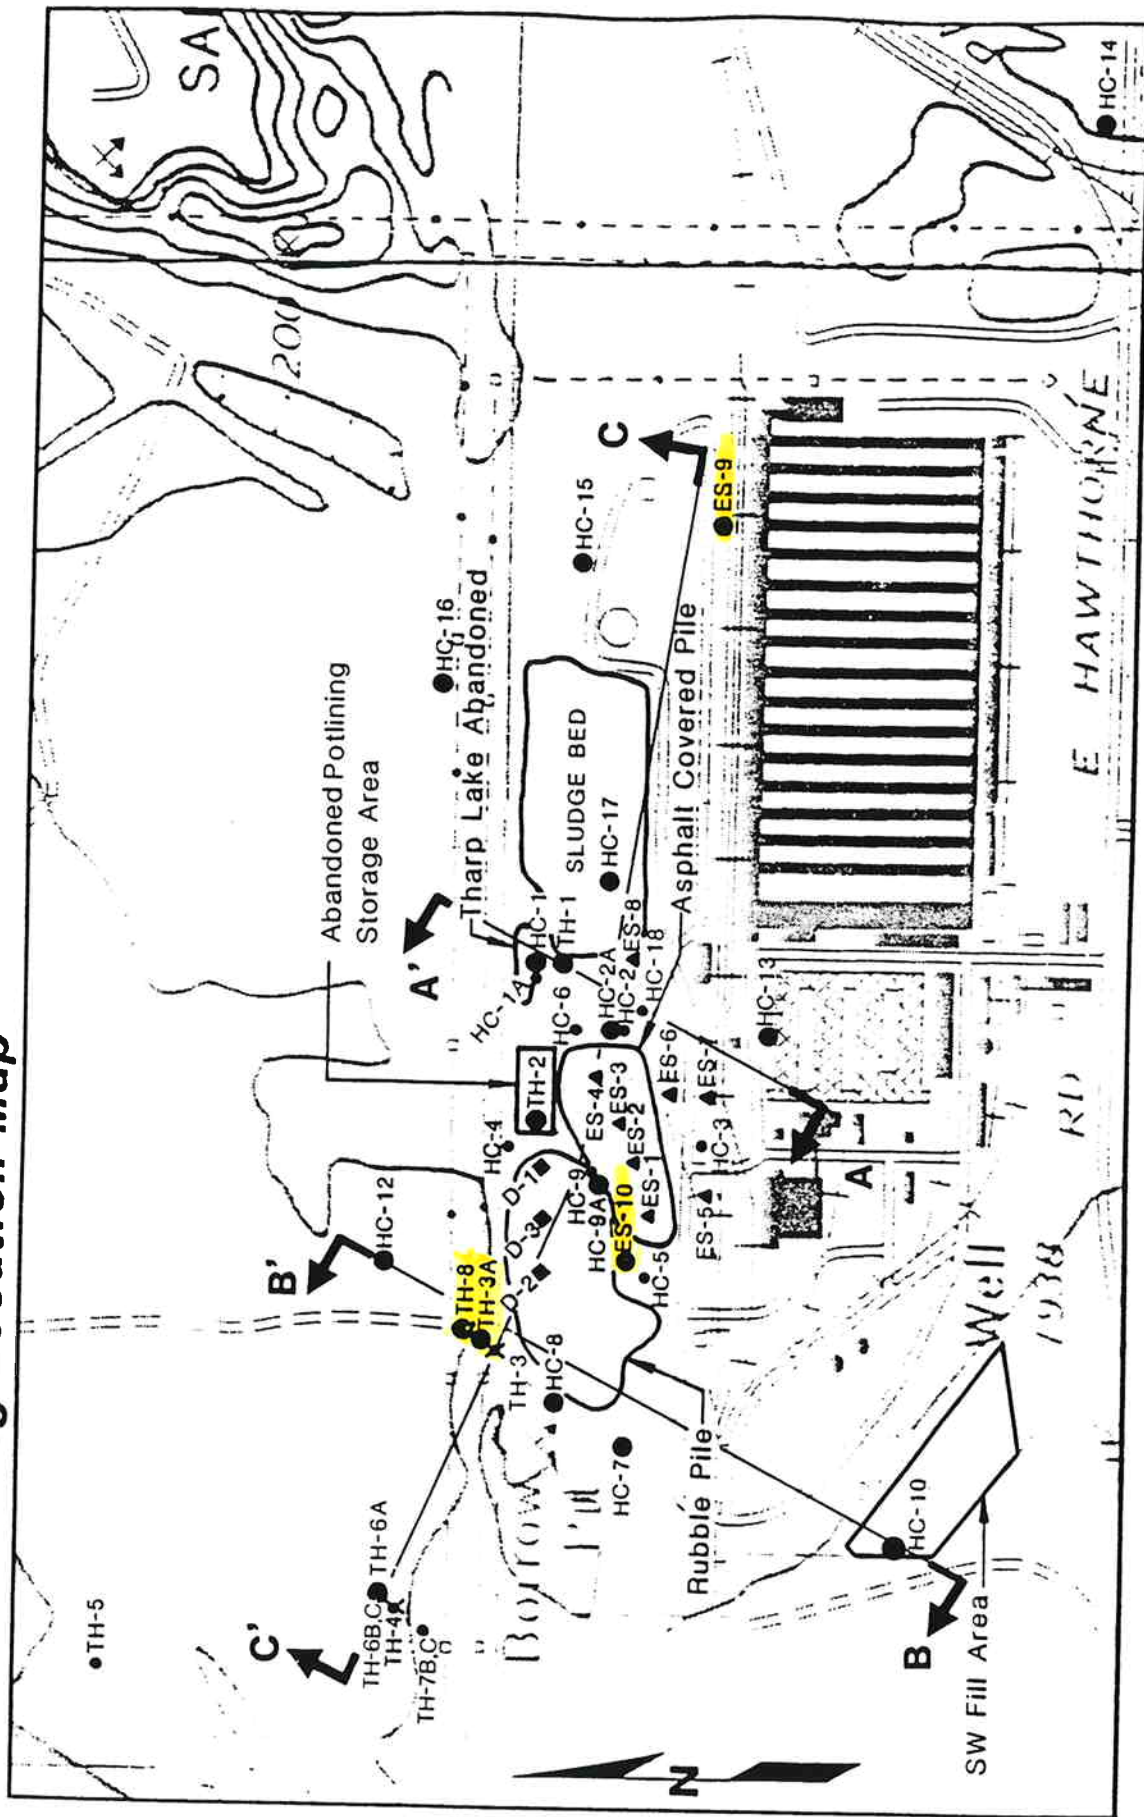 Location Map
SA
200
HC-14
Abandoned Potlining
Storage Area
Tharp Lake Abandoned
HC-16
HC-15
C
ES-9
SLUDGE BED
HC-17
Asphalt Covered Pile
A'
HC-1
HC-1A
TH-1
HC-6
HC-2A
HC-2
ES-8
HC-18
TH-2
HC-4
ES-4
ES-3
ES-2
ES-1
ES-6
ES-7
HC-3
ES-5
HC-13
A
B'
HC-12
TH-8
TH-3A
TH-3
D-1
D-3
D-2
HC-9
HC-9A
ES-10
HC-5
HC-8
HC-7
Rubble Pile
Borrow
Pit
TH-5
C'
TH-6A
TH-6B,C
TH-4
TH-7B,C
B
HC-10
SW Fill Area
Well
1938
E HAWTHORNE
RD
N